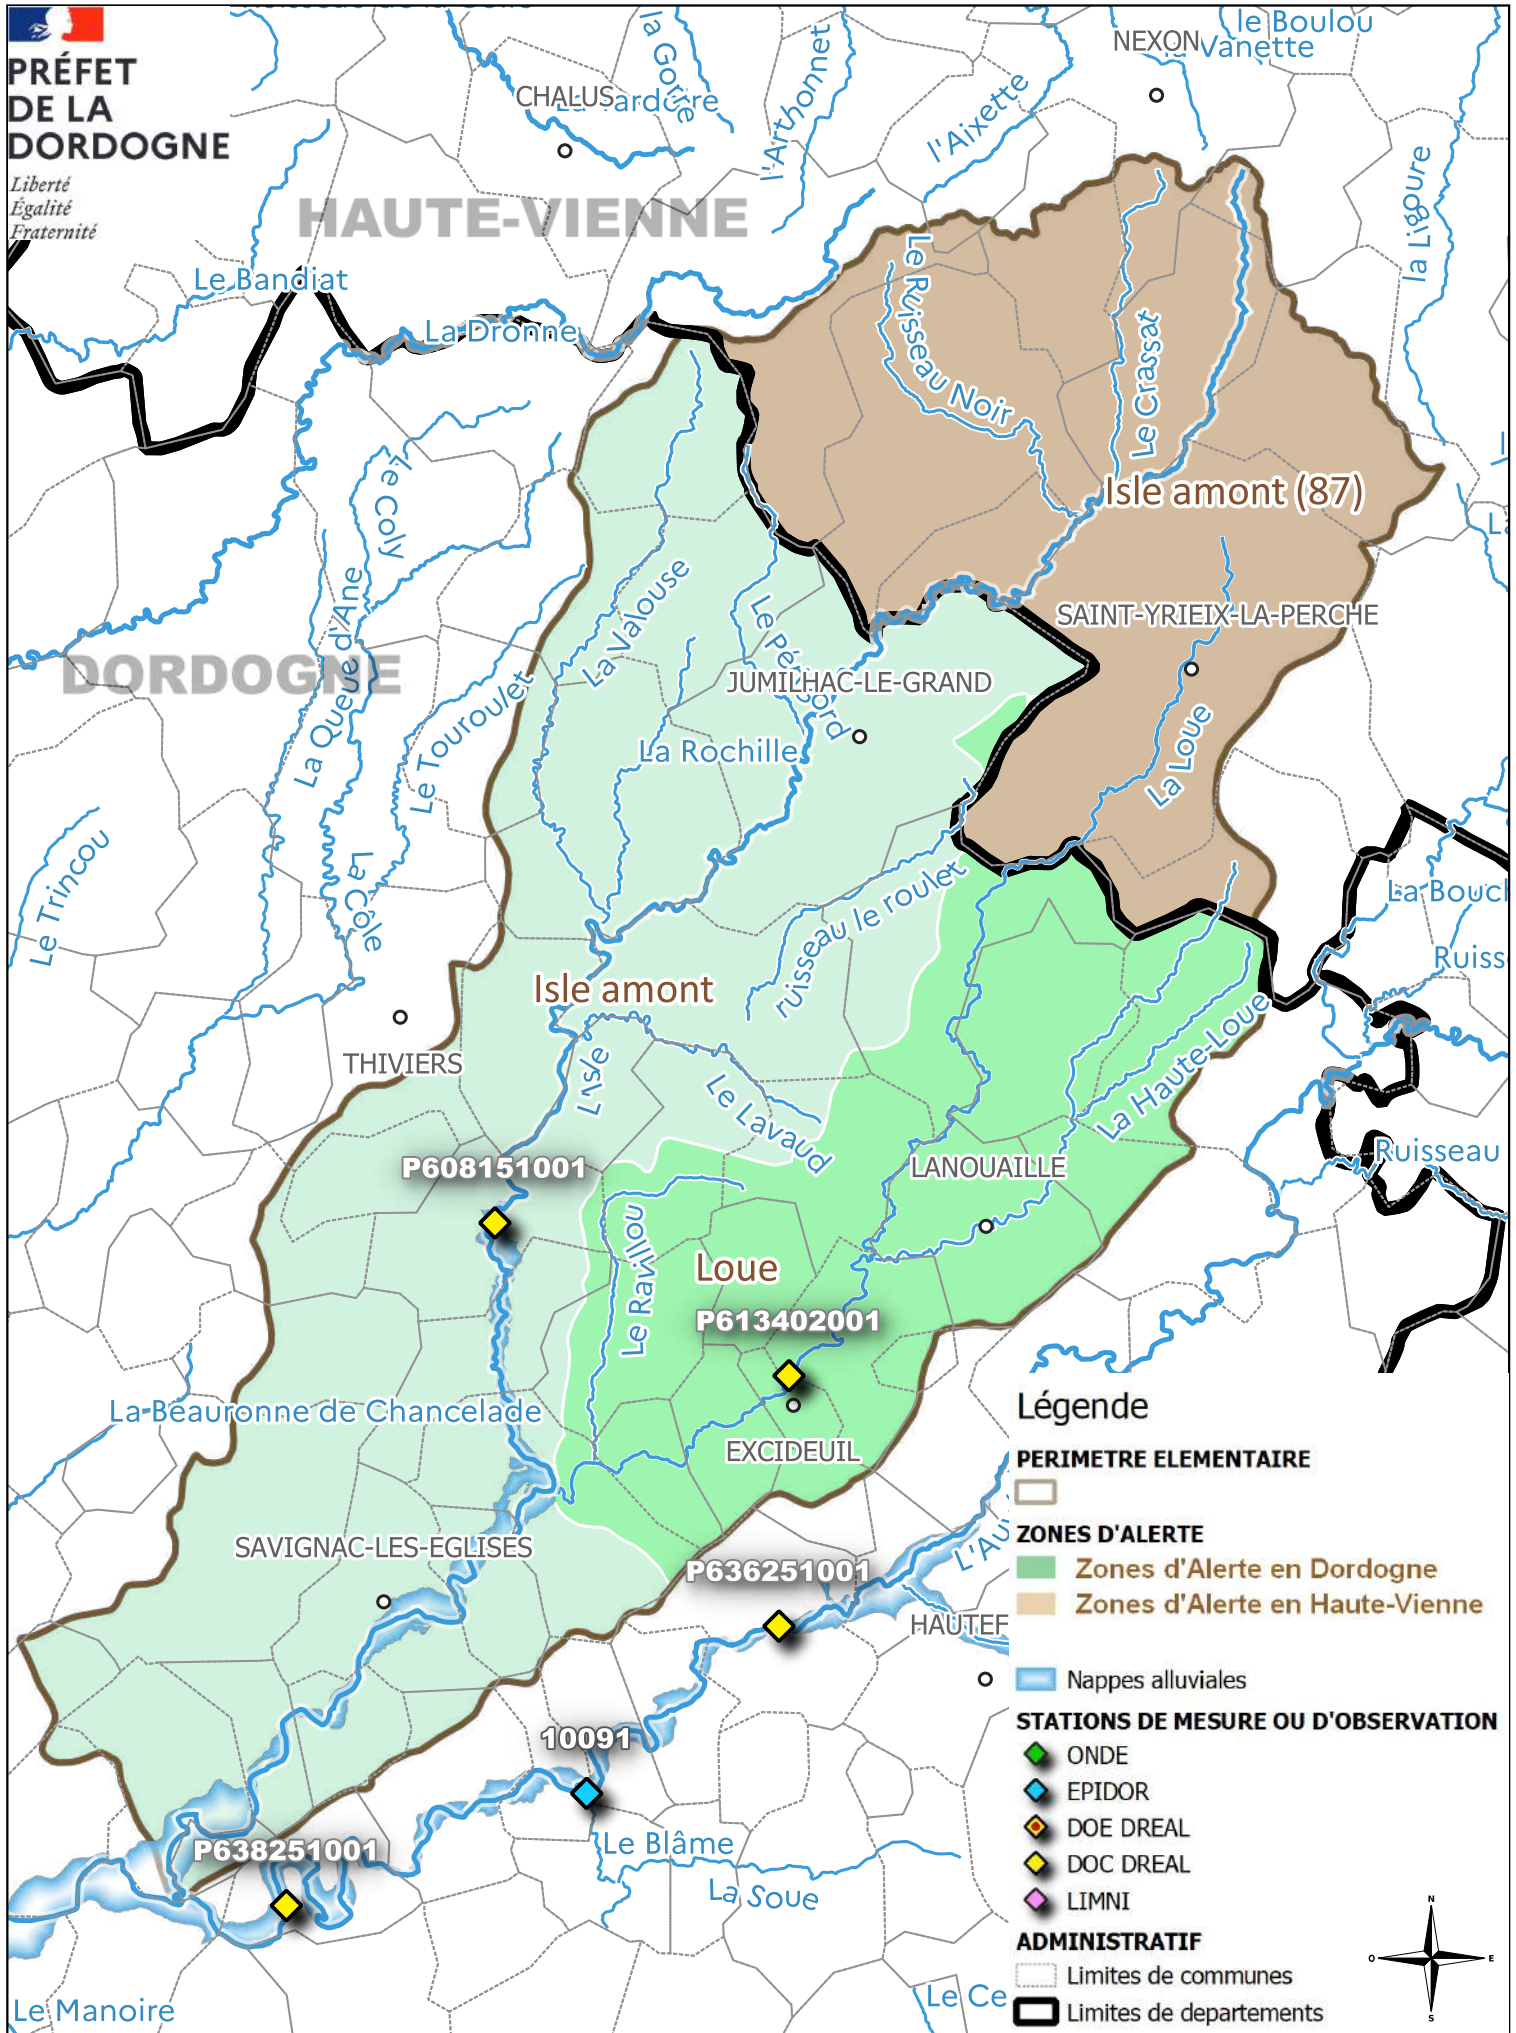 PRÉFET
DE LA
DORDOGNE
Liberté
Égalité
Fraternité
la Gorre
l'Arthonnet
l'Aixette
NEXON
le Boulou
Vanette
CHALUS
La Tardoire
la Ligoure
HAUTE-VIENNE
Le Bandiat
La Dronne
Le Ruisseau Noir
Le Crassat
Isle amont (87)
Le Coly
La Queue d'Ane
DORDOGNE
Le Touroulet
La Valouse
Le Périgord
JUMILHAC-LE-GRAND
SAINT-YRIEIX-LA-PERCHE
La Rochille
La Loue
Le Trincou
La Côle
ruisseau le roulet
La Bouch
Ruiss
Isle amont
THIVIERS
L'Isle
Le Lavaud
La Haute-Loue
Ruisseau
P608151001
LANOUAILLE
Le Ravillou
Loue
P613402001
La Beauronne de Chancelade
EXCIDEUIL
SAVIGNAC-LES-EGLISES
P636251001
L'Au
HAUTEF
10091
P638251001
Le Blâme
La Soue
Le Manoire
Le Ce
Légende
PERIMETRE ELEMENTAIRE
ZONES D'ALERTE
Zones d'Alerte en Dordogne
Zones d'Alerte en Haute-Vienne
Nappes alluviales
STATIONS DE MESURE OU D'OBSERVATION
ONDE
EPIDOR
DOE DREAL
DOC DREAL
LIMNI
ADMINISTRATIF
Limites de communes
Limites de departements
N
O
E
S